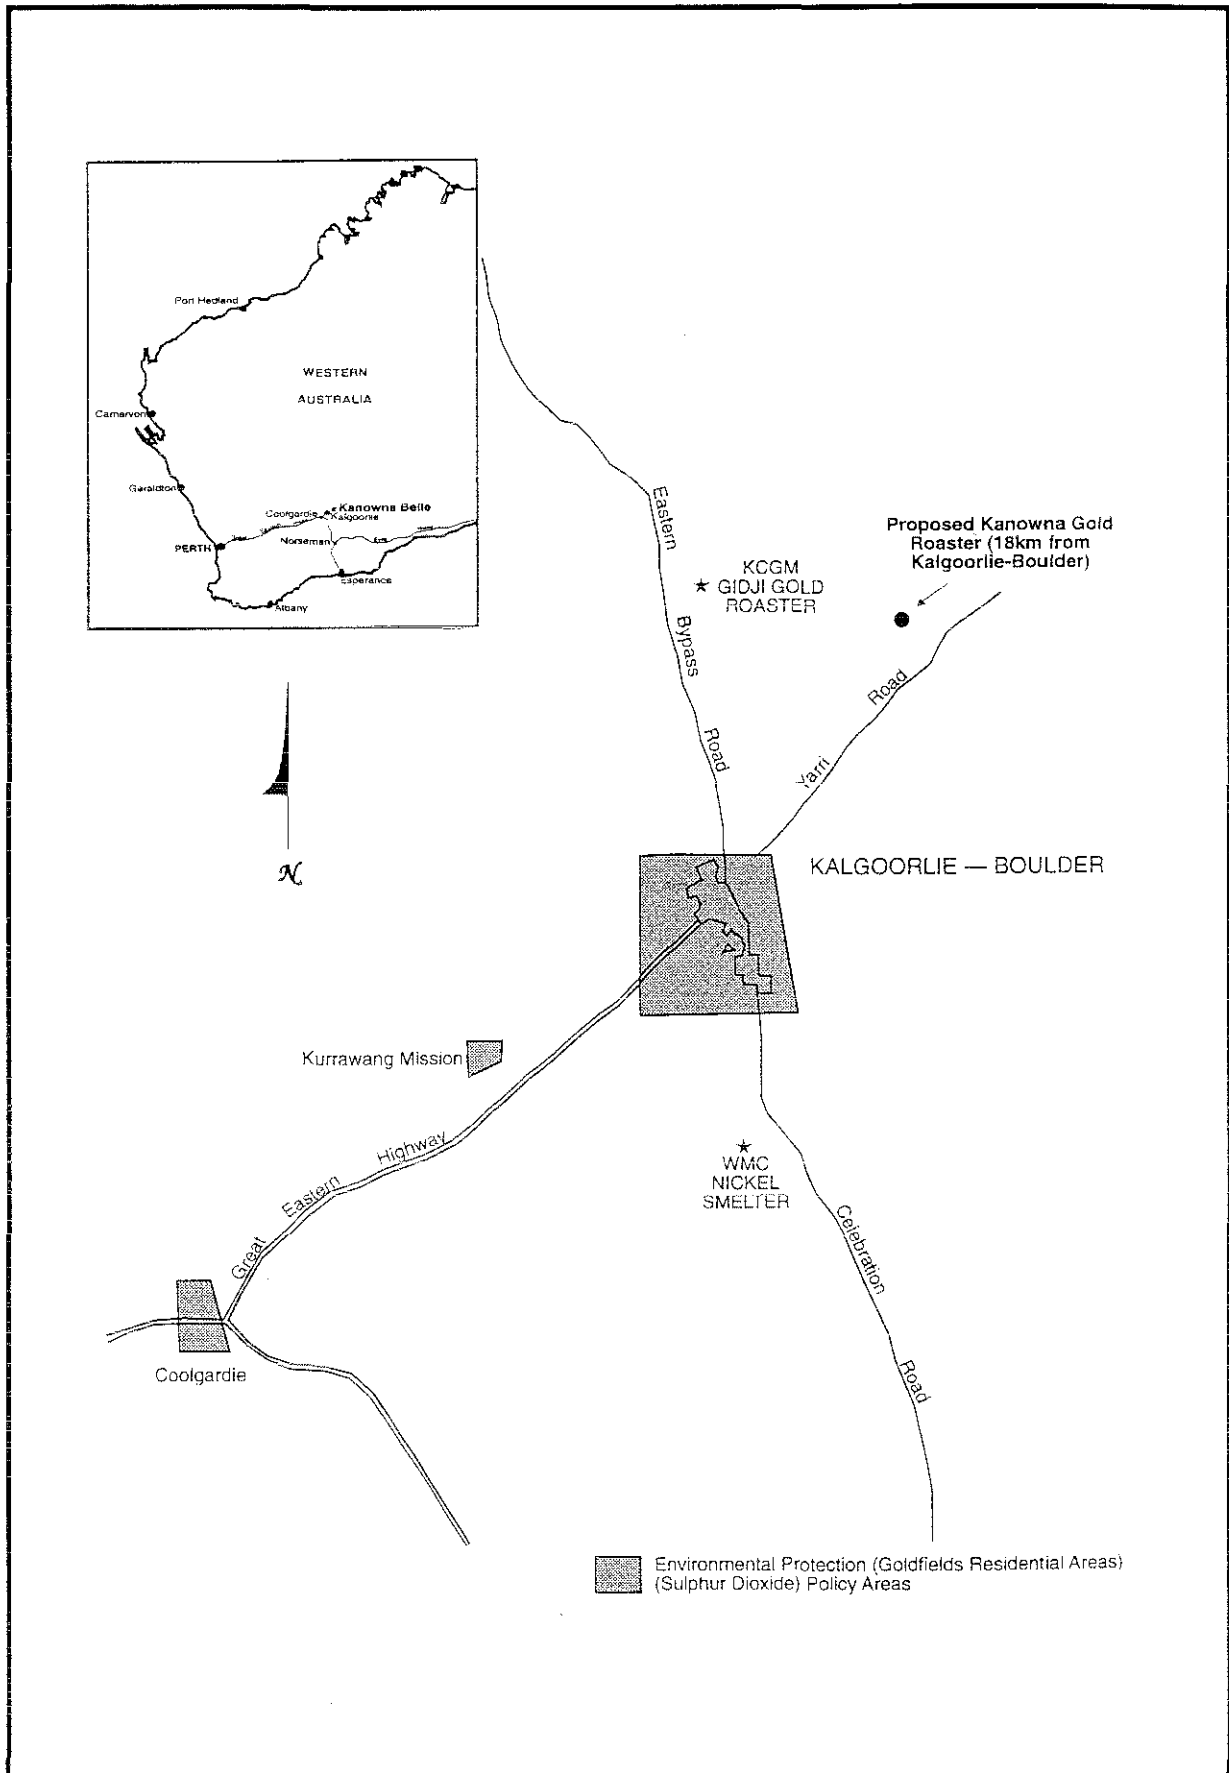 Port Hedland
WESTERN
AUSTRALIA
Carnarvon
Geraldton
Kanowna Belle
Coolgardie
Kalgoorlie
PERTH
Norseman
Esperance
Albany
N
Eastern
Bypass
Road
KCGM
GIDJI GOLD
ROASTER
Proposed Kanowna Gold
Roaster (18km from
Kalgoorlie-Boulder)
Yarri
Road
KALGOORLIE — BOULDER
Kurrawang Mission
Great
Eastern
Highway
WMC
NICKEL
SMELTER
Celebration
Road
Coolgardie
Environmental Protection (Goldfields Residential Areas)
(Sulphur Dioxide) Policy Areas